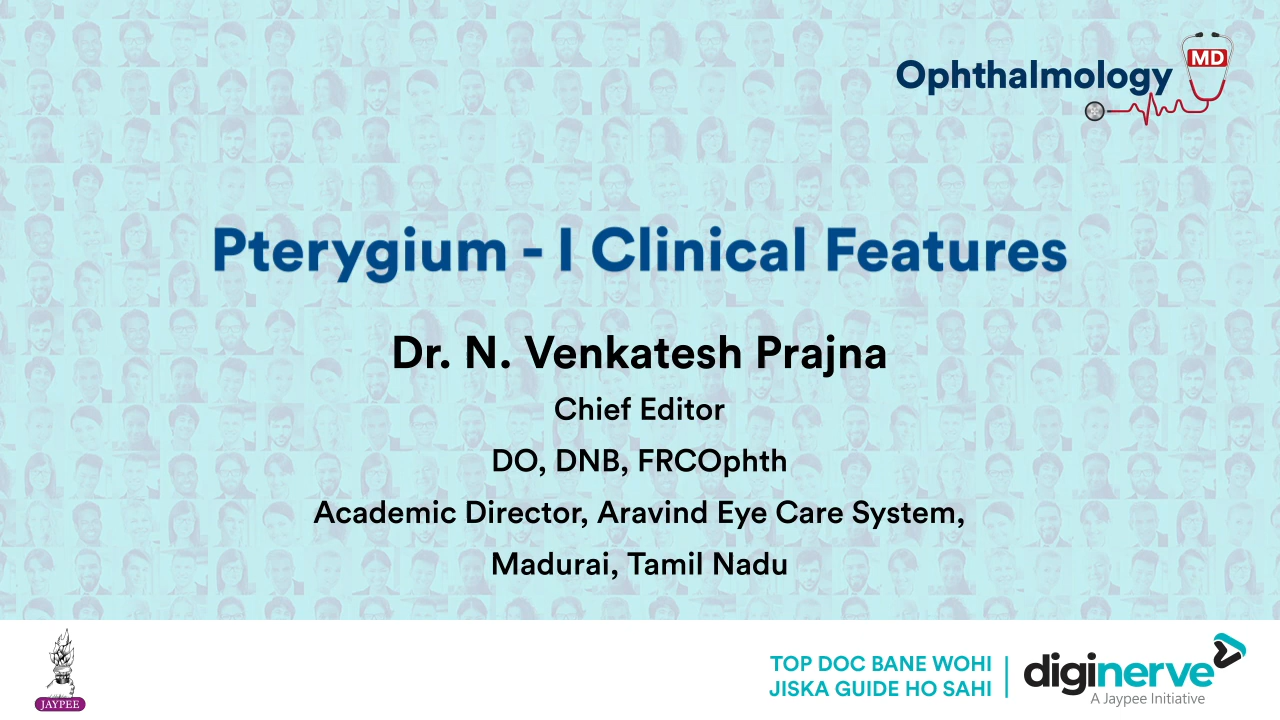 Ophthalmology
MD
Pterygium - I Clinical Features
Dr. N. Venkatesh Prajna
Chief Editor
DO, DNB, FRCOphth
Academic Director, Aravind Eye Care System,
Madurai, Tamil Nadu
JAYPEE
TOP DOC BANE WOHI
JISKA GUIDE HO SAHI
diginerve
A Jaypee Initiative